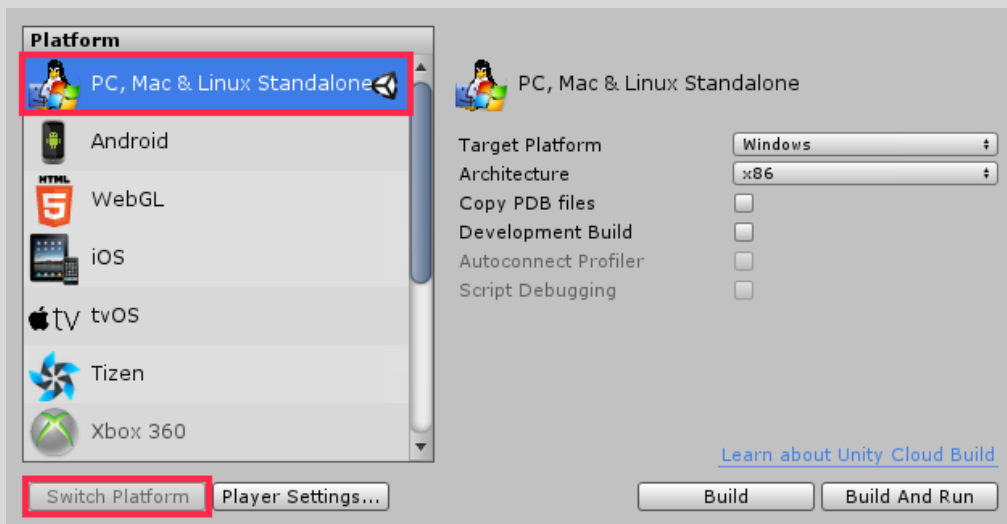 Platform
PC, Mac & Linux Standalone
Android
HTML
5
WebGL
iOS
tv
tvOS
Tizen
Xbox 360
Switch Platform
Player Settings...
PC, Mac & Linux Standalone
Target Platform Windows
Architecture x86
Copy PDB files
Development Build
Autoconnect Profiler
Script Debugging
Learn about Unity Cloud Build
Build
Build And Run